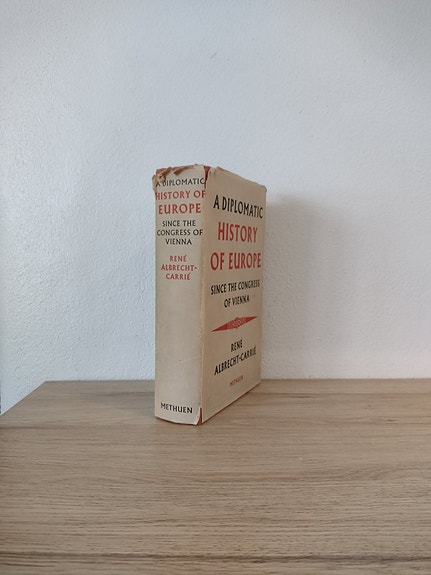 A DIPLOMATIC
HISTORY OF
EUROPE
SINCE THE
CONGRESS OF
VIENNA
RENÉ
ALBRECHT-
CARRIÉ
METHUEN
A DIPLOMATIC
HISTORY
OF EUROPE
SINCE THE CONGRESS
OF VIENNA
RENÉ
ALBRECHT-CARRIÉ
METHUEN